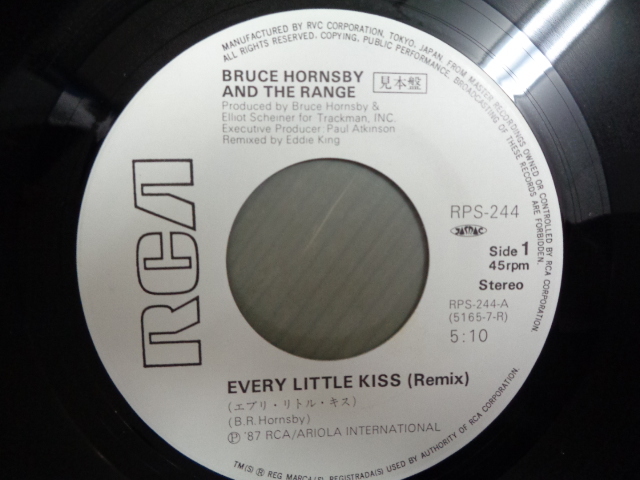 MANUFACTURED BY RVC CORPORATION, TOKYO, JAPAN, FROM MASTER RECORDINGS OWNED OR CONTROLLED BY RCA CORPORATION.
ALL RIGHTS RESERVED. COPYING, PUBLIC PERFORMANCE, BROADCASTING OF THESE RECORDS ARE FORBIDDEN.
BRUCE HORNSBY
AND THE RANGE
見本盤
Produced by Bruce Hornsby &
Elliot Scheiner for Trackman, INC.
Executive Producer: Paul Atkinson
Remixed by Eddie King
RCA
RPS-244
JASRAC
Side 1
45rpm
Stereo
RPS-244-A
(5165-7-R)
5:10
EVERY LITTLE KISS (Remix)
(エブリ・リトル・キス)
(B.R.Hornsby)
Ⓟ '87 RCA/ARIOLA INTERNATIONAL
TM(S) ® REG. MARCA(S) REGISTRADA(S) USED BY AUTHORITY OF RCA CORPORATION.